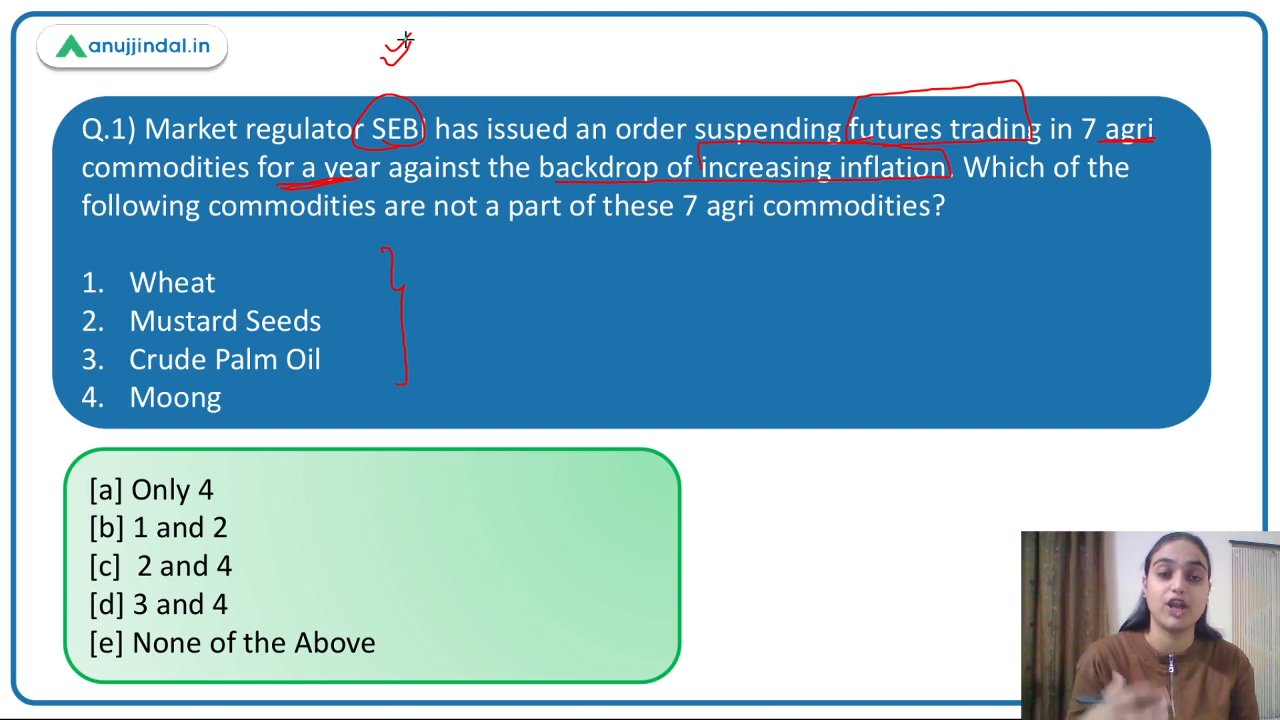 anujjindal.in
Q.1) Market regulator SEBI has issued an order suspending futures trading in 7 agri
commodities for a year against the backdrop of increasing inflation. Which of the
following commodities are not a part of these 7 agri commodities?
1. Wheat
2. Mustard Seeds
3. Crude Palm Oil
4. Moong
[a] Only 4
[b] 1 and 2
[c] 2 and 4
[d] 3 and 4
[e] None of the Above